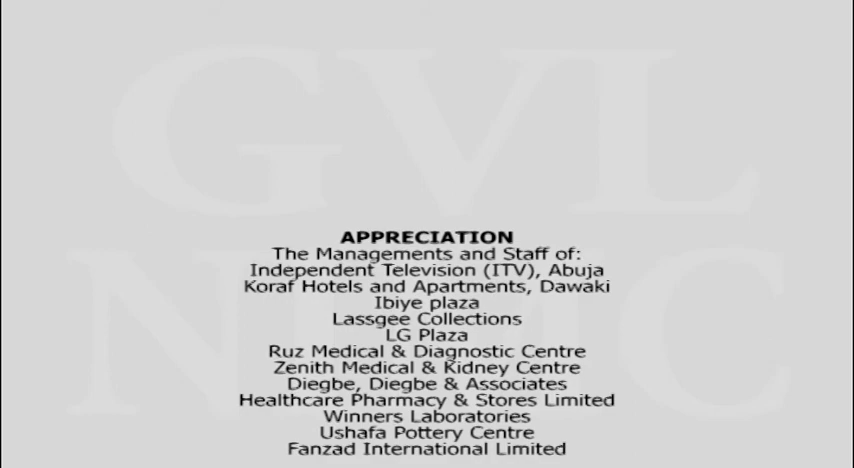 GVL
APPRECIATION
The Managements and Staff of:
Independent Television (ITV), Abuja
Koraf Hotels and Apartments, Dawaki
Ibiye plaza
Lassgee Collections
LG Plaza
Ruz Medical & Diagnostic Centre
Zenith Medical & Kidney Centre
Diegbe, Diegbe & Associates
Healthcare Pharmacy & Stores Limited
Winners Laboratories
Ushafa Pottery Centre
Fanzad International Limited